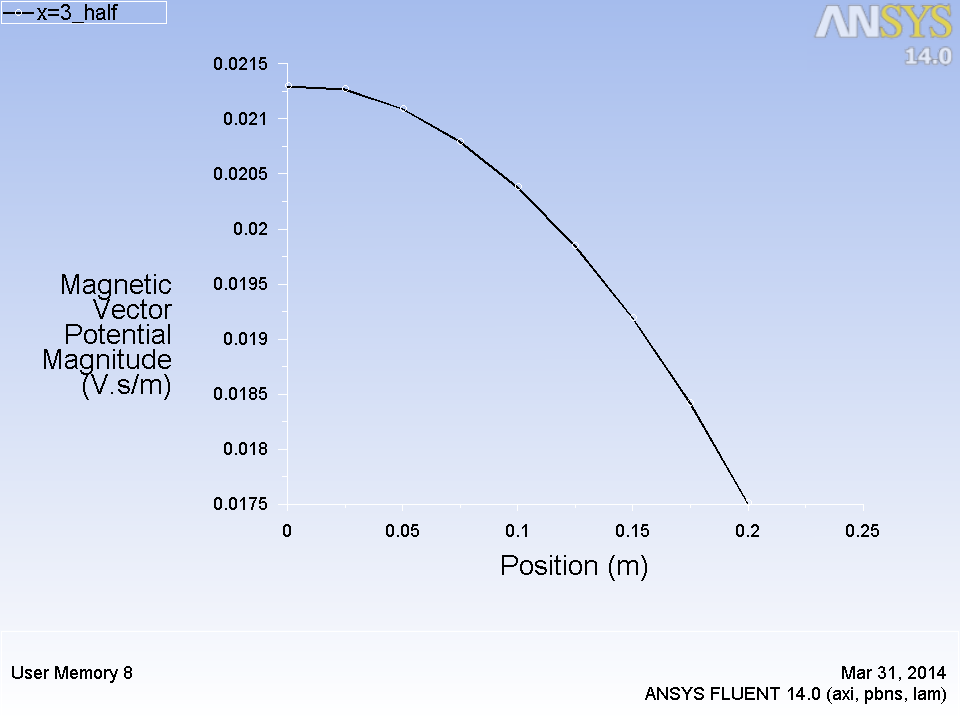 x=3_half
ANSYS
14.0
0.0215
0.021
0.0205
0.02
0.0195
0.019
0.0185
0.018
0.0175
Magnetic
Vector
Potential
Magnitude
(V.s/m)
0 0.05 0.1 0.15 0.2 0.25
Position (m)
User Memory 8
Mar 31, 2014
ANSYS FLUENT 14.0 (axi, pbns, lam)